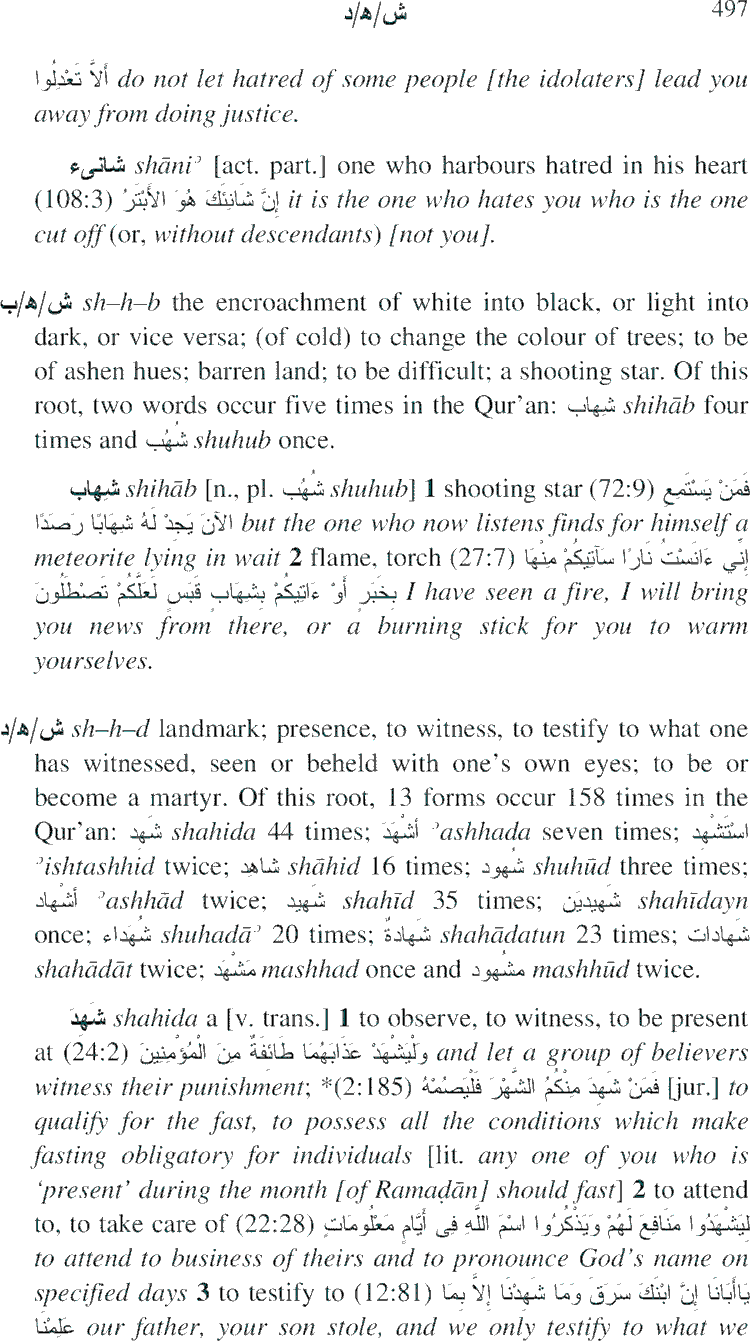 ش/ﻫ/د 497
أَلاَّ تَعْدِلُوا do not let hatred of some people [the idolaters] lead you
away from doing justice.
شانىء shāniʾ [act. part.] one who harbours hatred in his heart
(108:3) إِنَّ شَانِئَكَ هُوَ الأَبْتَرُ it is the one who hates you who is the one
cut off (or, without descendants) [not you].
ش/ﻫ/ب sh–h–b the encroachment of white into black, or light into
dark, or vice versa; (of cold) to change the colour of trees; to be
of ashen hues; barren land; to be difficult; a shooting star. Of this
root, two words occur five times in the Qur'an: شِهاب shihāb four
times and شُهُب shuhub once.
شِهاب shihāb [n., pl. شُهُب shuhub] 1 shooting star (72:9) فَمَنْ يَسْتَمِعِ
الآنَ يَجِدْ لَهُ شِهَابًا رَصَدًا but the one who now listens finds for himself a
meteorite lying in wait 2 flame, torch (27:7) إِنِّي ءَانَسْتُ نَارًا سَآتِيكُمْ مِنْهَا
بِخَبَرٍ أَوْ ءَاتِيكُمْ بِشِهَابٍ قَبَسٍ لَعَلَّكُمْ تَصْطَلُونَ I have seen a fire, I will bring
you news from there, or a burning stick for you to warm
yourselves.
ش/ﻫ/د sh–h–d landmark; presence, to witness, to testify to what one
has witnessed, seen or beheld with one's own eyes; to be or
become a martyr. Of this root, 13 forms occur 158 times in the
Qur'an: شَهِد shahida 44 times; أَشْهَدَ ʾashhada seven times; اسْتَشْهِد
ʾishtashhid twice; شاهِد shāhid 16 times; شُهود shuhūd three times;
أشْهاد ʾashhād twice; شَهيد shahīd 35 times; شَهيدَيْن shahīdayn
once; شُهَداء shuhadāʾ 20 times; شَهادةٌ shahādatun 23 times; شَهادات
shahādāt twice; مَشْهَد mashhad once and مشْهود mashhūd twice.
شَهِدَ shahida a [v. trans.] 1 to observe, to witness, to be present
at (24:2) وَلْيَشْهَدْ عَذَابَهُمَا طَائِفَةٌ مِنَ الْمُؤْمِنِينَ and let a group of believers
witness their punishment; *(2:185) فَمَنْ شَهِدَ مِنْكُمُ الشَّهْرَ فَلْيَصُمْهُ [jur.] to
qualify for the fast, to possess all the conditions which make
fasting obligatory for individuals [lit. any one of you who is
'present' during the month [of Ramaḍān] should fast] 2 to attend
to, to take care of (22:28) لِيَشْهَدُوا مَنَافِعَ لَهُمْ وَيَذْكُرُوا اسْمَ اللَّهِ فِى أَيَّامٍ مَعْلُومَاتٍ
to attend to business of theirs and to pronounce God's name on
specified days 3 to testify to (12:81) يَاأَبَانَا إِنَّ ابْنَكَ سَرَقَ وَمَا شَهِدْنَا إِلاَّ بِمَا
عَلِمْنَا our father, your son stole, and we only testify to what we